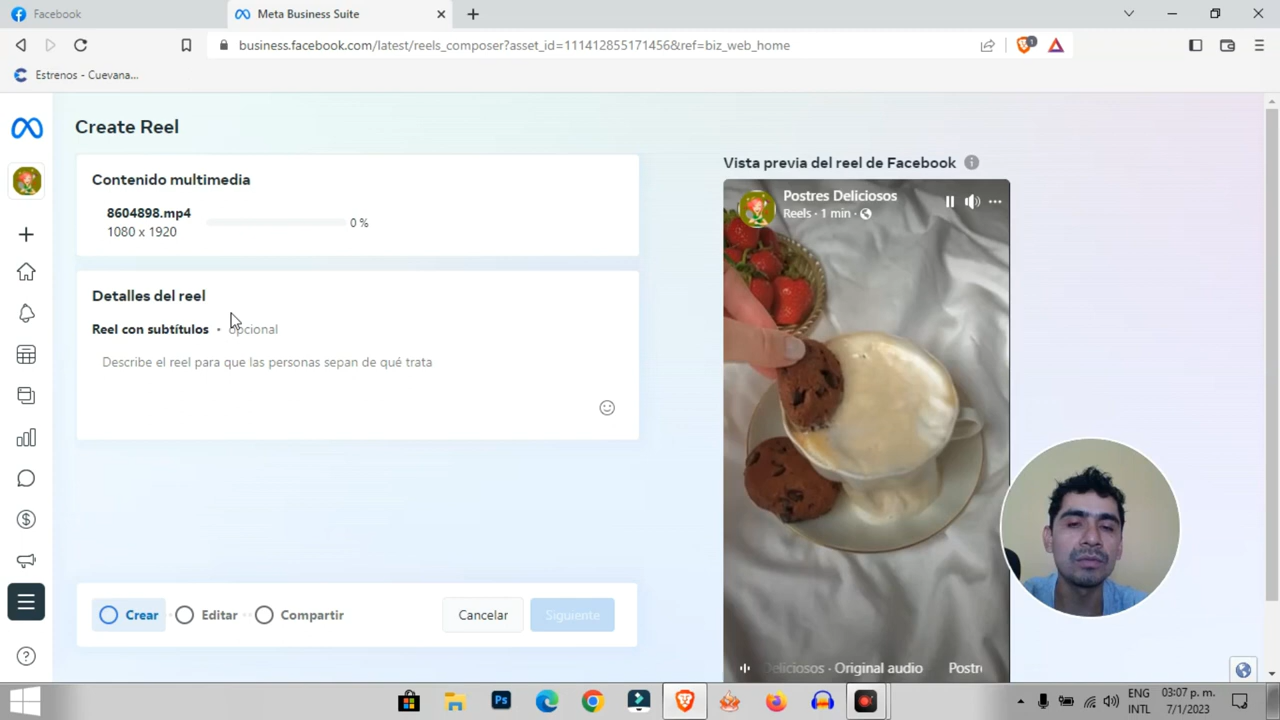 Facebook
Meta Business Suite
business.facebook.com/latest/reels_composer?asset_id=111412855171456&ref=biz_web_home
1
Estrenos - Cuevana...
Create Reel
Contenido multimedia
8604898.mp4
1080 x 1920
0 %
Detalles del reel
Reel con subtítulos · opcional
Describe el reel para que las personas sepan de qué trata
Crear
Editar
Compartir
Cancelar
Siguiente
Vista previa del reel de Facebook
Postres Deliciosos
Reels · 1 min ·
Deliciosos · Original audio
Postr
Ps
ENG
INTL
03:07 p. m.
7/1/2023